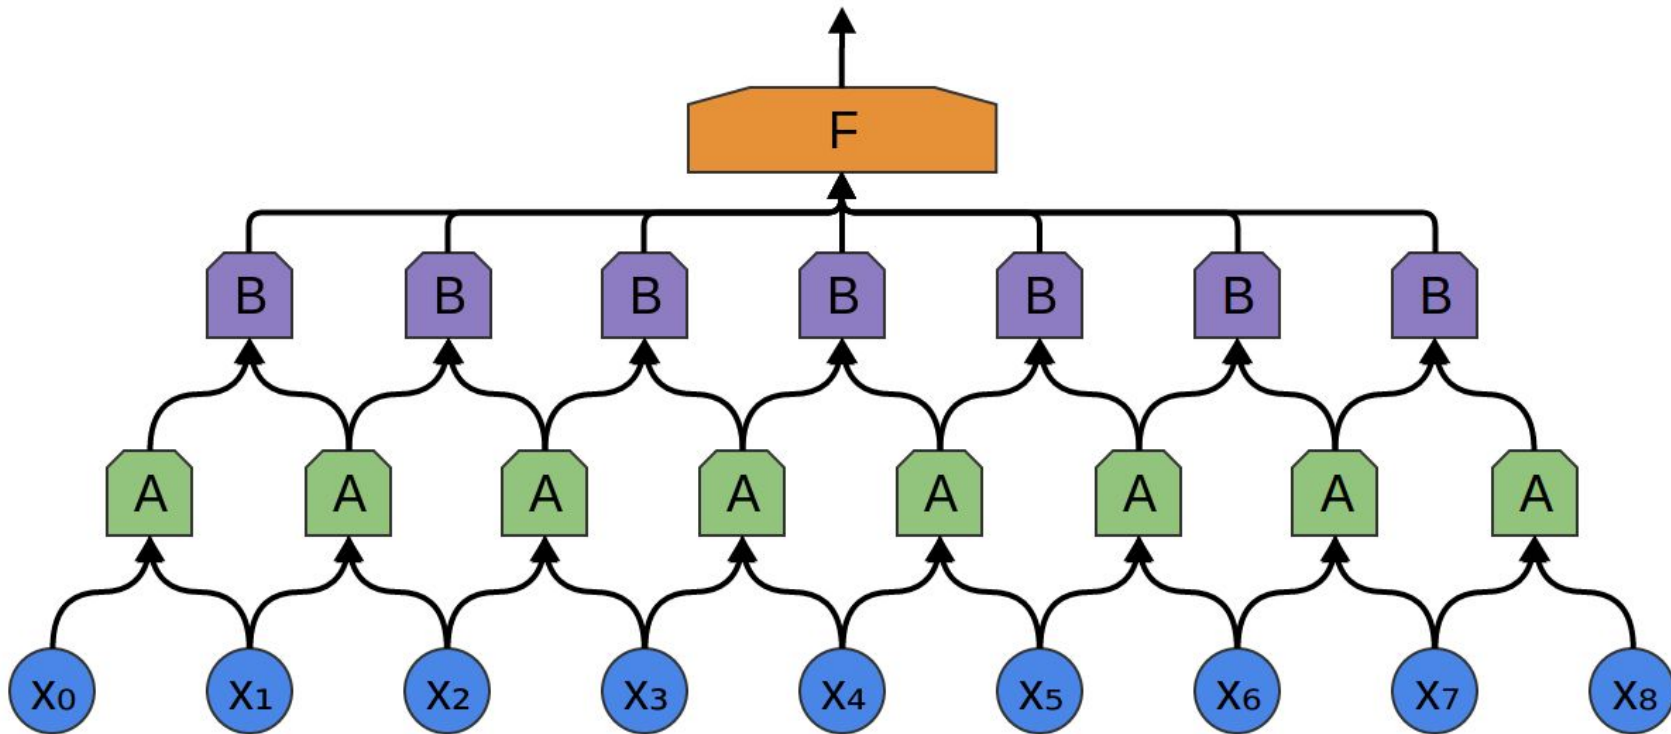 F
B B B B B B B
A A A A A A A A
x₀ x₁ x₂ x₃ x₄ x₅ x₆ x₇ x₈